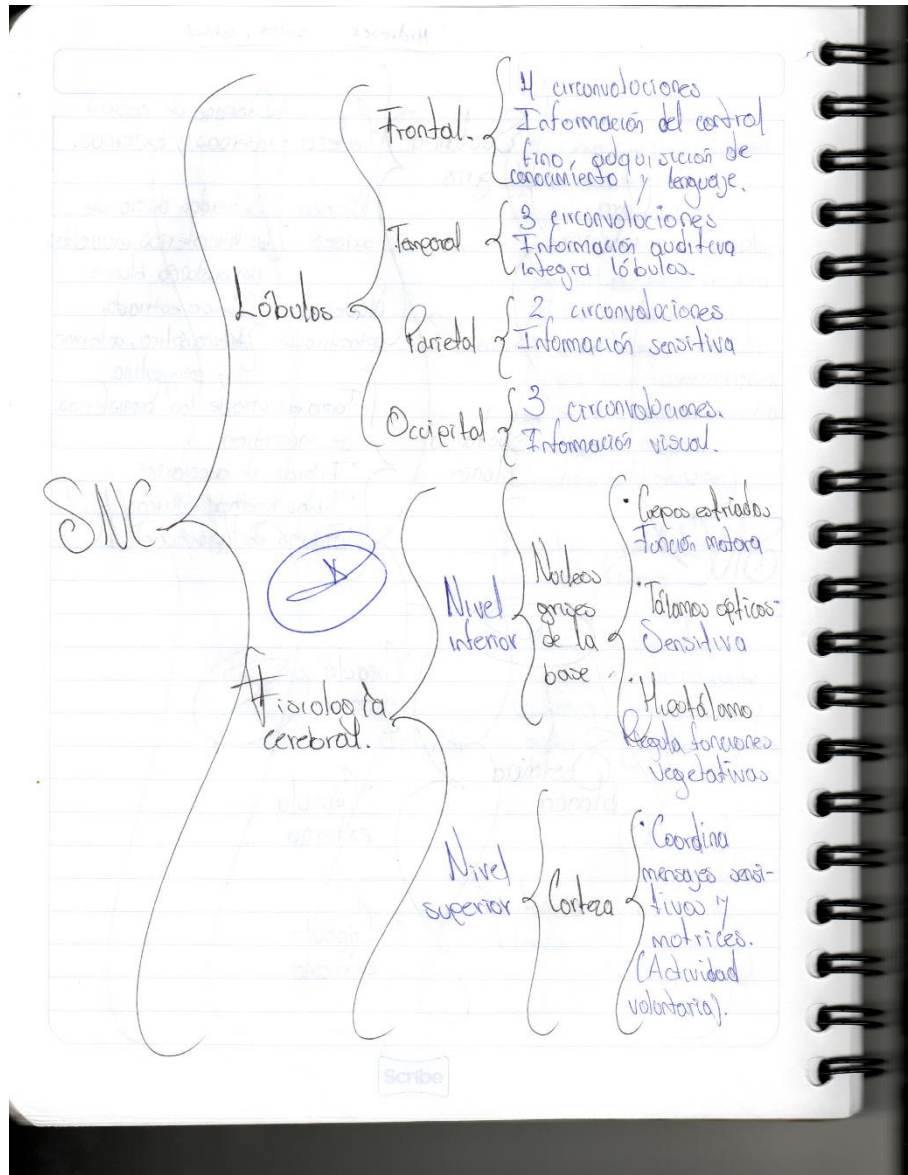 SNC
Lóbulos
Frontal.
4 circonvoluciones
Información del control
fino, adquisición de
conocimiento y lenguaje.
Temporal
3 circonvoluciones
Información auditiva
integra lóbulos.
Parietal
2 circonvoluciones
Información sensitiva
Occipital
3 circonvoluciones.
Información visual.
Fisiología
cerebral.
Nivel
inferior
Núcleos
grises
de la
base
· Cuerpos estriados
Función motora
· Tálamos ópticos-
Sensitiva
· Hipotálamo
Regula funciones
vegetativas
Nivel
superior
Corteza
· Coordina
mensajes sensi-
tivos y
motrices.
(Actividad
voluntaria).
Scribe